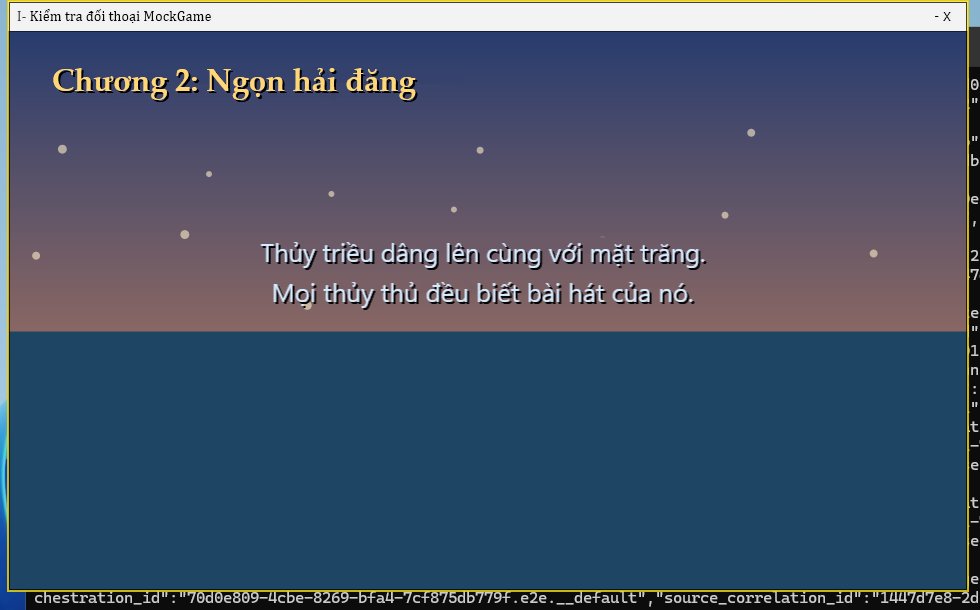 I- Kiểm tra đối thoại MockGame
- X
Chương 2: Ngọn hải đăng
Thủy triều dâng lên cùng với mặt trăng.
Mọi thủy thủ đều biết bài hát của nó.
chestration_id":"70d0e809-4cbe-8269-bfa4-7cf875db779f.e2e.__default","source_correlation_id":"1447d7e8-2d